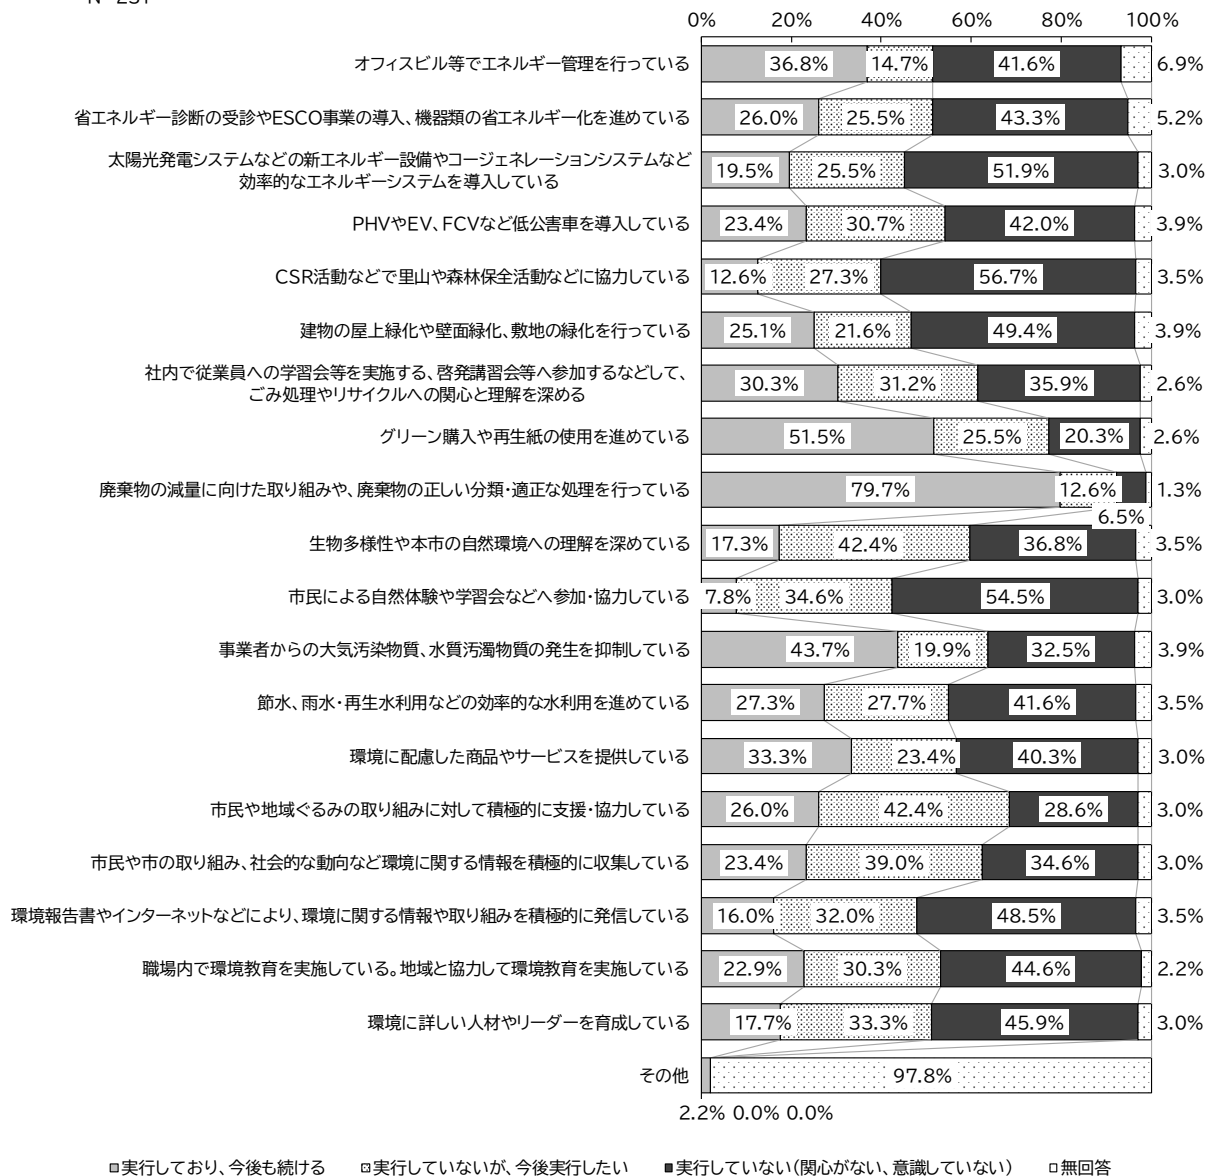 0% 20% 40% 60% 80% 100%
オフィスビル等でエネルギー管理を行っている 36.8% 14.7% 41.6% 6.9%
省エネルギー診断の受診やESCO事業の導入、機器類の省エネルギー化を進めている 26.0% 25.5% 43.3% 5.2%
太陽光発電システムなどの新エネルギー設備やコージェネレーションシステムなど
効率的なエネルギーシステムを導入している 19.5% 25.5% 51.9% 3.0%
PHVやEV、FCVなど低公害車を導入している 23.4% 30.7% 42.0% 3.9%
CSR活動などで里山や森林保全活動などに協力している 12.6% 27.3% 56.7% 3.5%
建物の屋上緑化や壁面緑化、敷地の緑化を行っている 25.1% 21.6% 49.4% 3.9%
社内で従業員への学習会等を実施する、啓発講習会等へ参加するなどして、
ごみ処理やリサイクルへの関心と理解を深める 30.3% 31.2% 35.9% 2.6%
グリーン購入や再生紙の使用を進めている 51.5% 25.5% 20.3% 2.6%
廃棄物の減量に向けた取り組みや、廃棄物の正しい分類・適正な処理を行っている 79.7% 12.6% 1.3%
6.5%
生物多様性や本市の自然環境への理解を深めている 17.3% 42.4% 36.8% 3.5%
市民による自然体験や学習会などへ参加・協力している 7.8% 34.6% 54.5% 3.0%
事業者からの大気汚染物質、水質汚濁物質の発生を抑制している 43.7% 19.9% 32.5% 3.9%
節水、雨水・再生水利用などの効率的な水利用を進めている 27.3% 27.7% 41.6% 3.5%
環境に配慮した商品やサービスを提供している 33.3% 23.4% 40.3% 3.0%
市民や地域ぐるみの取り組みに対して積極的に支援・協力している 26.0% 42.4% 28.6% 3.0%
市民や市の取り組み、社会的な動向など環境に関する情報を積極的に収集している 23.4% 39.0% 34.6% 3.0%
環境報告書やインターネットなどにより、環境に関する情報や取り組みを積極的に発信している 16.0% 32.0% 48.5% 3.5%
職場内で環境教育を実施している。地域と協力して環境教育を実施している 22.9% 30.3% 44.6% 2.2%
環境に詳しい人材やリーダーを育成している 17.7% 33.3% 45.9% 3.0%
その他 97.8%
2.2% 0.0% 0.0%
実行しており、今後も続ける 実行していないが、今後実行したい 実行していない(関心がない、意識していない) 無回答